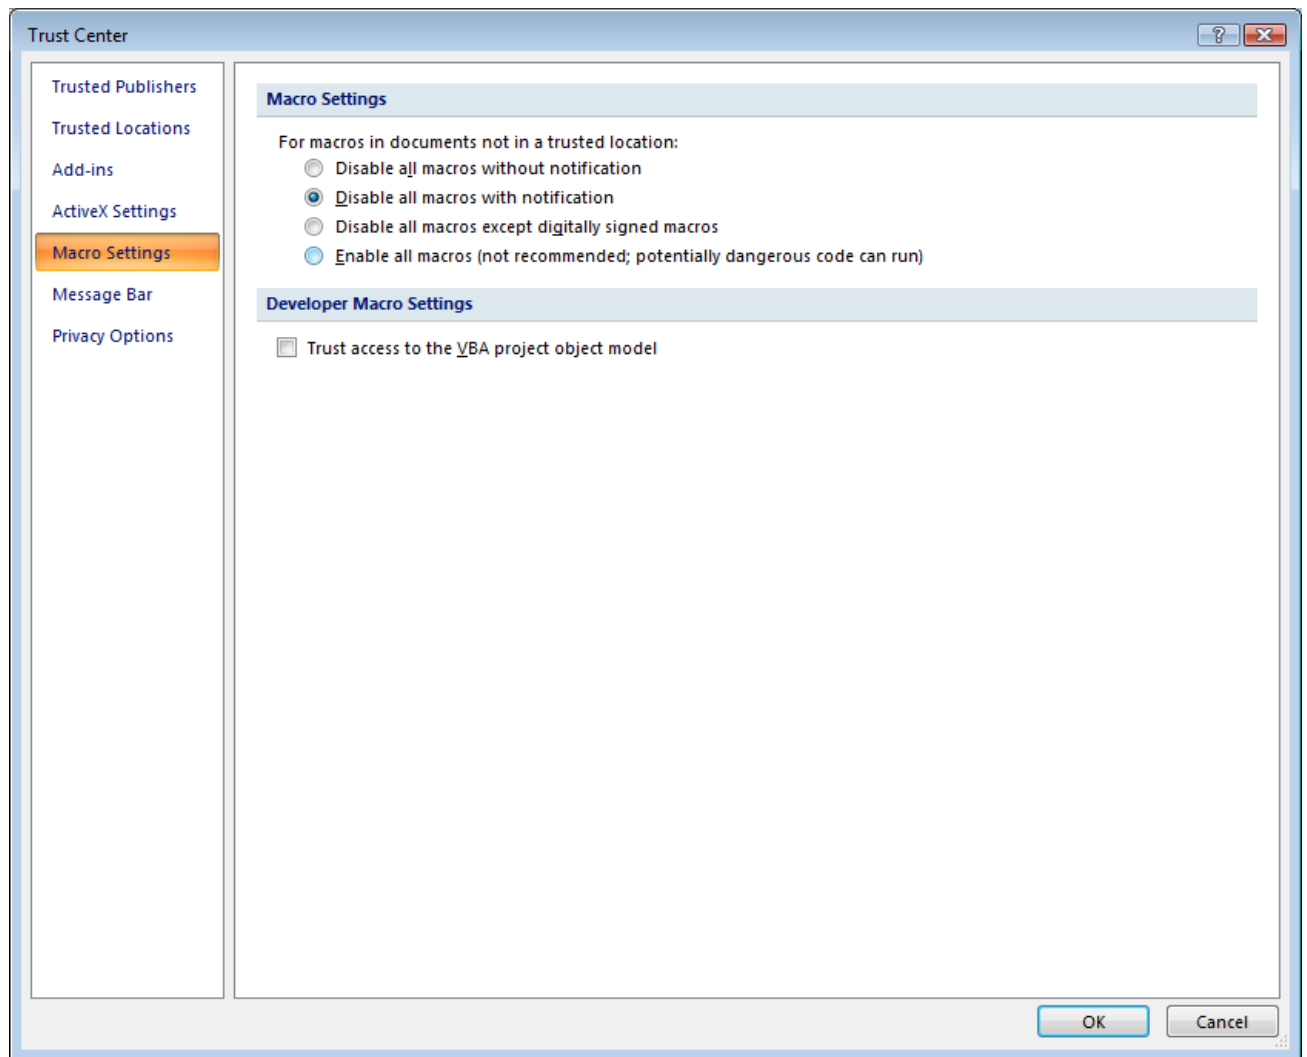 Trust Center
?
Trusted Publishers
Trusted Locations
Add-ins
ActiveX Settings
Macro Settings
Message Bar
Privacy Options
Macro Settings
For macros in documents not in a trusted location:
Disable all macros without notification
Disable all macros with notification
Disable all macros except digitally signed macros
Enable all macros (not recommended; potentially dangerous code can run)
Developer Macro Settings
Trust access to the VBA project object model
OK
Cancel